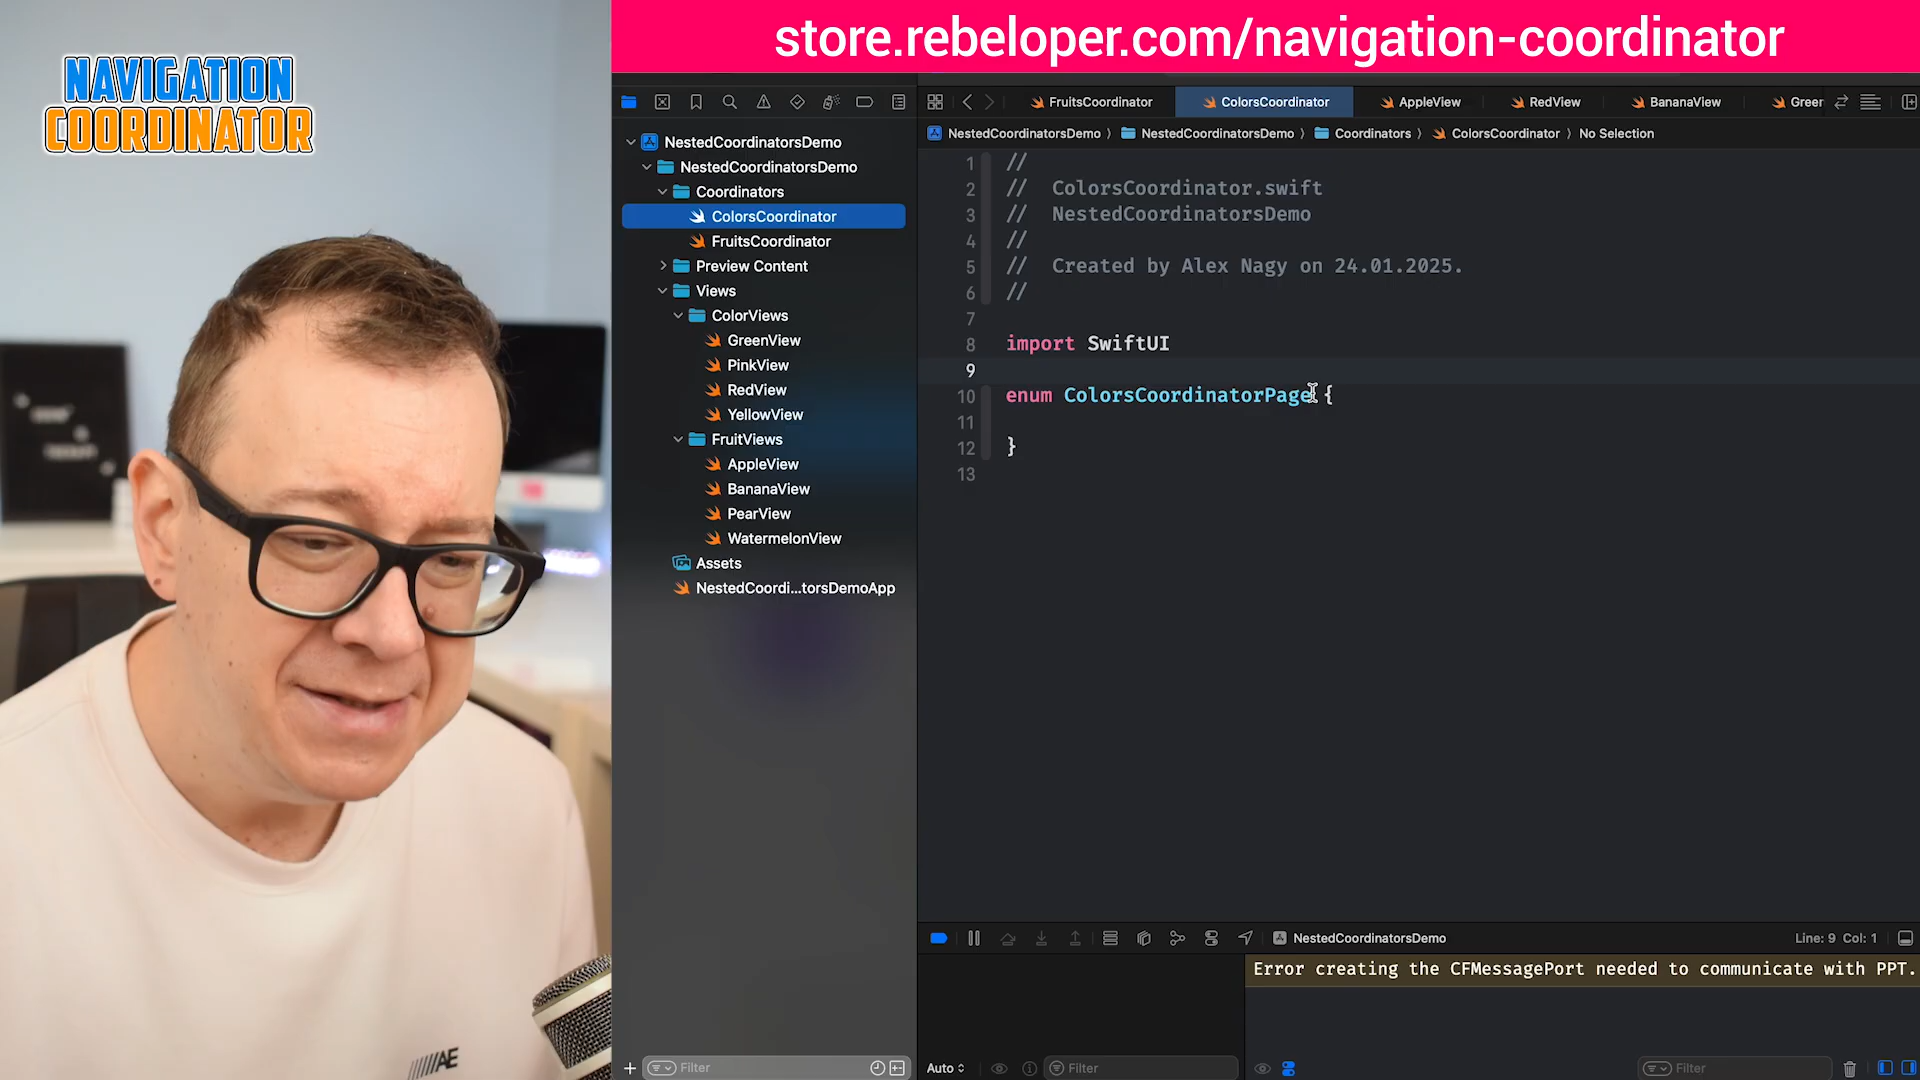 store.rebeloper.com/navigation-coordinator
NAVIGATION
COORDINATOR
FruitsCoordinator
ColorsCoordinator
AppleView
RedView
BananaView
Greer
NestedCoordinatorsDemo
NestedCoordinatorsDemo
Coordinators
ColorsCoordinator
No Selection
NestedCoordinatorsDemo
NestedCoordinatorsDemo
Coordinators
ColorsCoordinator
FruitsCoordinator
Preview Content
Views
ColorViews
GreenView
PinkView
RedView
YellowView
FruitViews
AppleView
BananaView
PearView
WatermelonView
Assets
NestedCoordi...torsDemoApp
1 //
2 // ColorsCoordinator.swift
3 // NestedCoordinatorsDemo
4 //
5 // Created by Alex Nagy on 24.01.2025.
6 //
7
8 import SwiftUI
9
10 enum ColorsCoordinatorPage {
11
12 }
13
NestedCoordinatorsDemo
Line: 9 Col: 1
Error creating the CFMessagePort needed to communicate with PPT.
Filter
Auto
Filter
Filter
AE